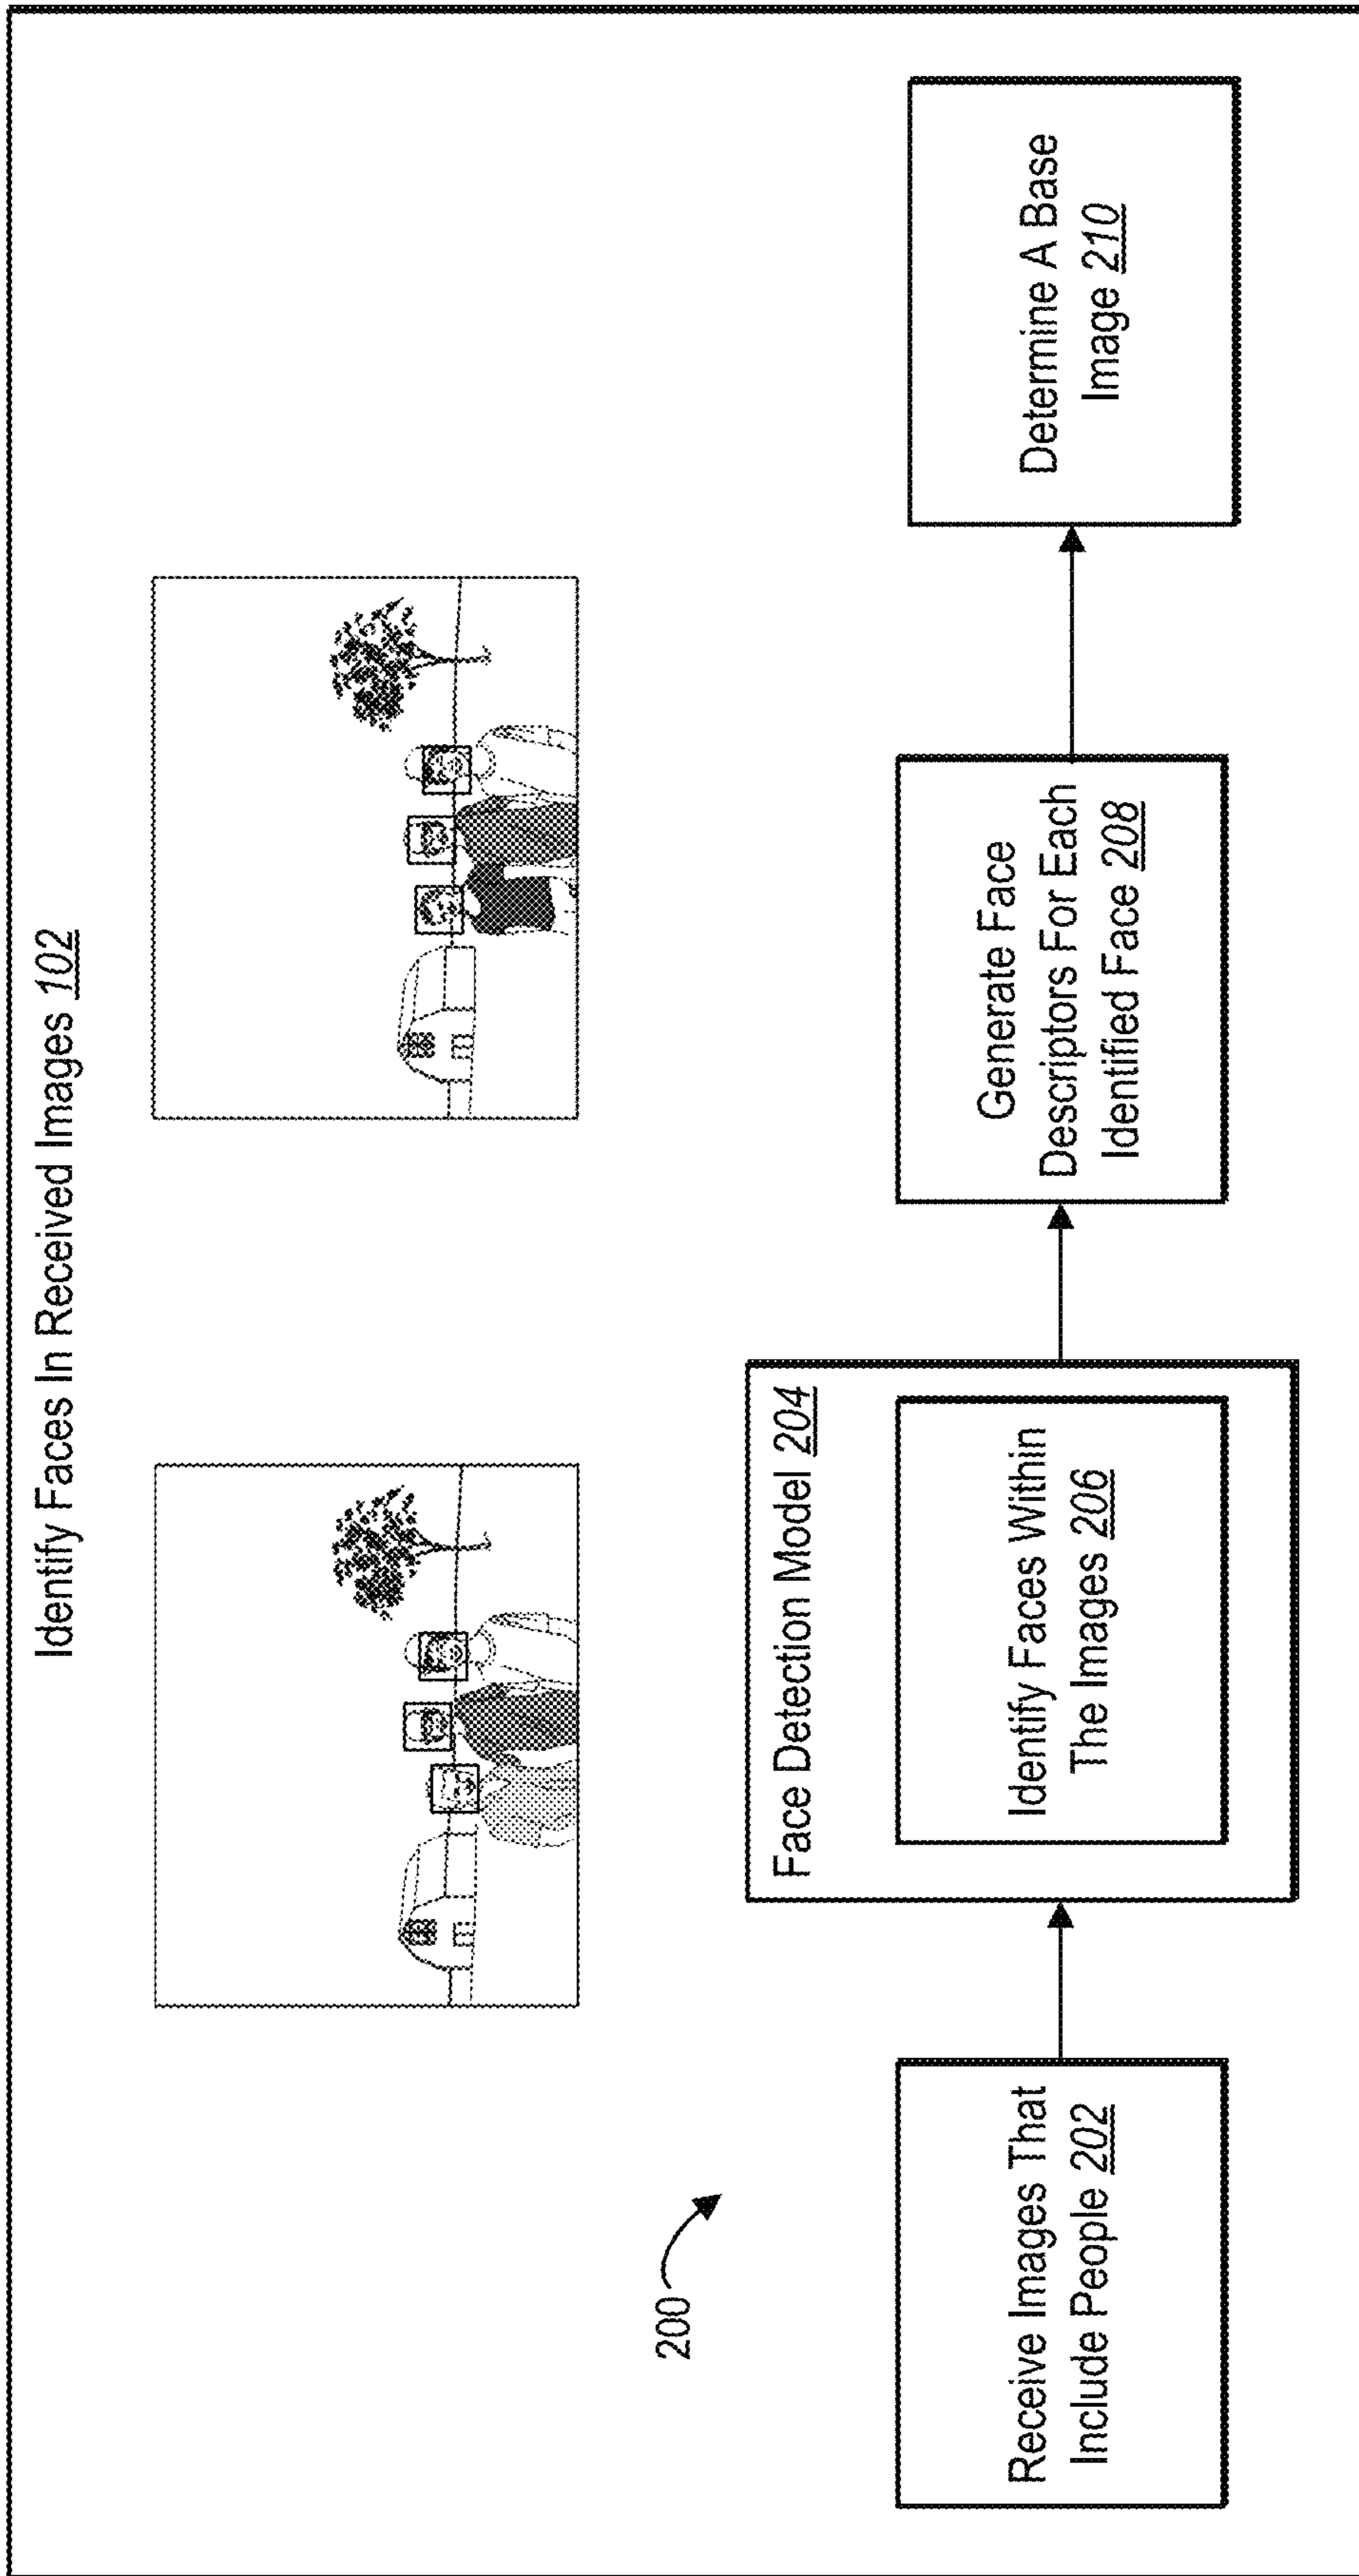 Identify Faces In Received Images 102
200
Receive Images That
Include People 202
Face Detection Model 204
Identify Faces Within
The Images 206
Generate Face
Descriptors For Each
Identified Face 208
Determine A Base
Image 210